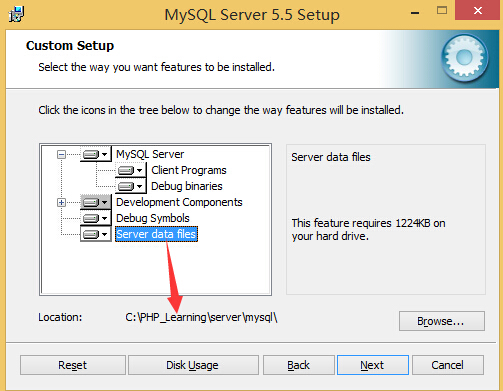 MySQL Server 5.5 Setup
Custom Setup
Select the way you want features to be installed.
Click the icons in the tree below to change the way features will be installed.
MySQL Server
Client Programs
Debug binaries
Development Components
Debug Symbols
Server data files
Server data files
This feature requires 1224KB on
your hard drive.
Location: C:\PHP_Learning\server\mysql\
Browse...
Reset Disk Usage Back Next Cancel